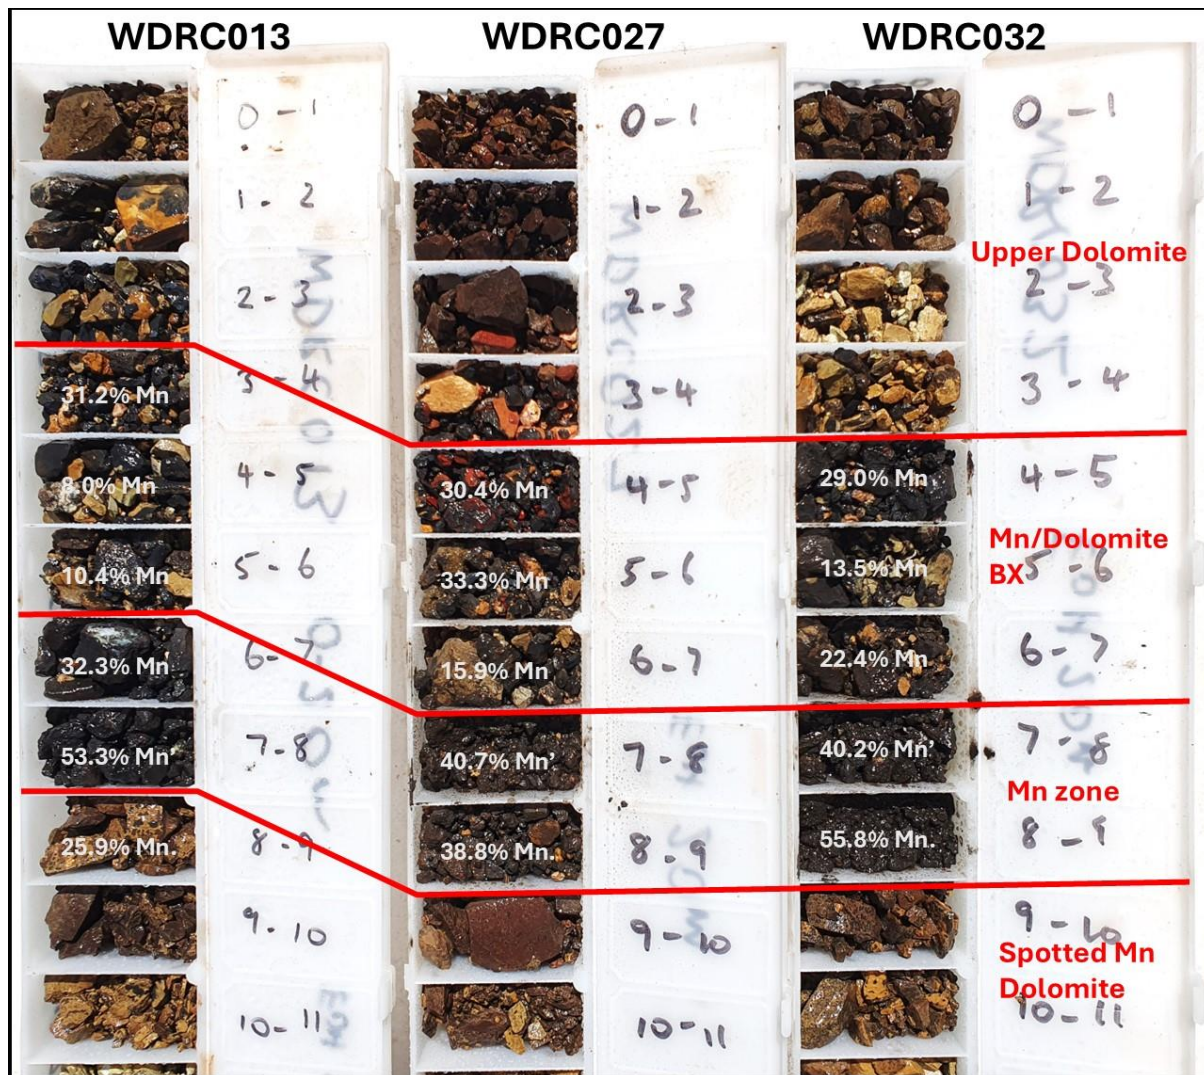 WDRC013
WDRC027
WDRC032
0-1
1-2
2-3
3-4
31.2% Mn
4-5
8.0% Mn
5-6
10.4% Mn
6-7
32.3% Mn
7-8
53.3% Mn
8-9
25.9% Mn.
9-10
10-11
EOH
0-1
1-2
2-3
3-4
4-5
30.4% Mn
5-6
33.3% Mn
6-7
15.9% Mn
7-8
40.7% Mn
8-9
38.8% Mn.
9-10
10-11
0-1
1-2
Upper Dolomite
2-3
3-4
4-5
29.0% Mn
Mn/Dolomite
BX
5-6
13.5% Mn
6-7
22.4% Mn
7-8
40.2% Mn
Mn zone
8-9
55.8% Mn.
9-10
Spotted Mn
Dolomite
10-11